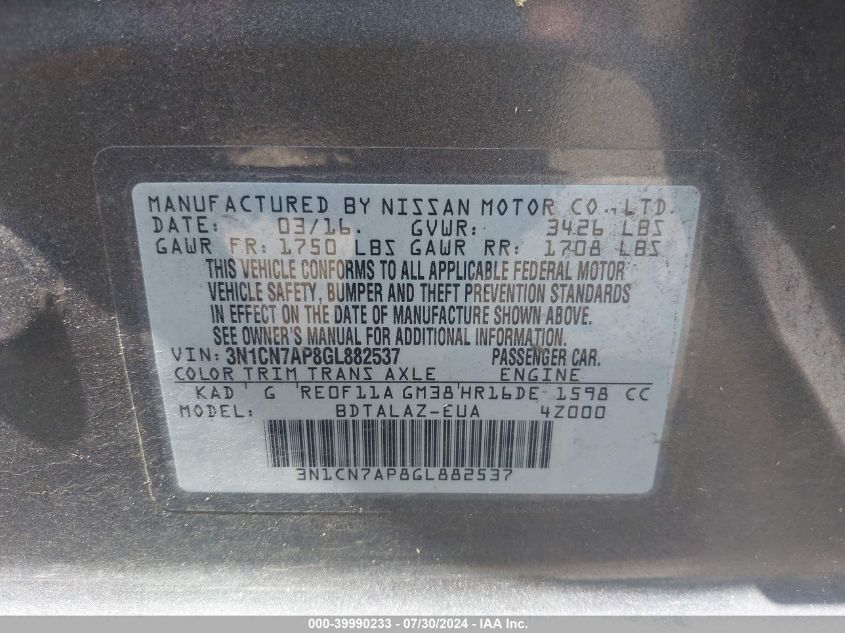 MANUFACTURED BY NISSAN MOTOR CO., LTD.
DATE: 03/16. GVWR: 3426 LBS
GAWR FR: 1750 LBS GAWR RR: 1708 LBS
THIS VEHICLE CONFORMS TO ALL APPLICABLE FEDERAL MOTOR
VEHICLE SAFETY, BUMPER AND THEFT PREVENTION STANDARDS
IN EFFECT ON THE DATE OF MANUFACTURE SHOWN ABOVE.
SEE OWNER'S MANUAL FOR ADDITIONAL INFORMATION.
VIN: 3N1CN7AP8GL882537 PASSENGER CAR.
COLOR TRIM TRANS AXLE ENGINE
KAD G RE0F11A GM38 HR16DE 1598 CC
MODEL: BDTALAZ-EUA 4Z000
3N1CN7AP8GL882537
000-39990233 - 07/30/2024 - IAA Inc.